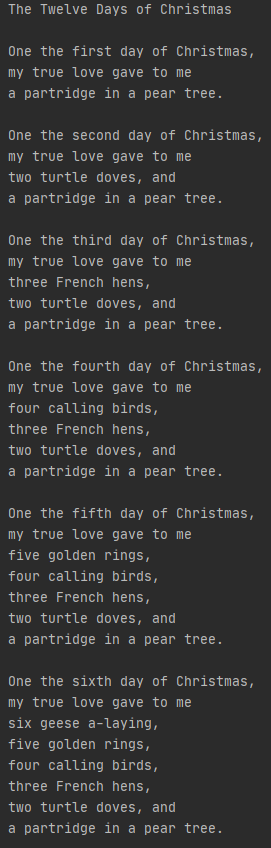 The Twelve Days of Christmas

One the first day of Christmas,
my true love gave to me
a partridge in a pear tree.

One the second day of Christmas,
my true love gave to me
two turtle doves, and
a partridge in a pear tree.

One the third day of Christmas,
my true love gave to me
three French hens,
two turtle doves, and
a partridge in a pear tree.

One the fourth day of Christmas,
my true love gave to me
four calling birds,
three French hens,
two turtle doves, and
a partridge in a pear tree.

One the fifth day of Christmas,
my true love gave to me
five golden rings,
four calling birds,
three French hens,
two turtle doves, and
a partridge in a pear tree.

One the sixth day of Christmas,
my true love gave to me
six geese a-laying,
five golden rings,
four calling birds,
three French hens,
two turtle doves, and
a partridge in a pear tree.